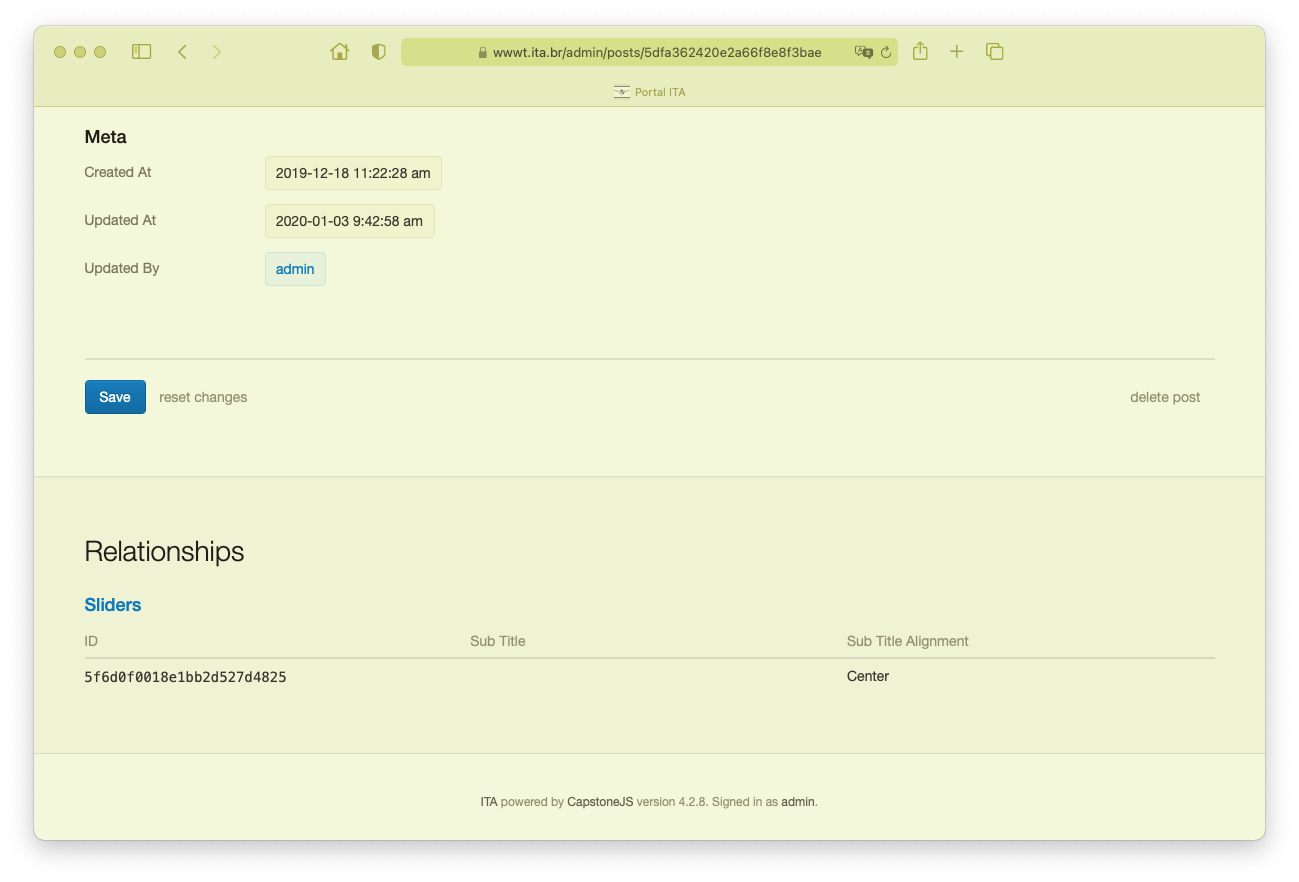 wwwt.ita.br/admin/posts/5dfa362420e2a66f8e8f3bae
Portal ITA
Meta
Created At 2019-12-18 11:22:28 am
Updated At 2020-01-03 9:42:58 am
Updated By admin
Save reset changes delete post
Relationships
Sliders
ID Sub Title Sub Title Alignment
5f6d0f0018e1bb2d527d4825 Center
ITA powered by CapstoneJS version 4.2.8. Signed in as admin.